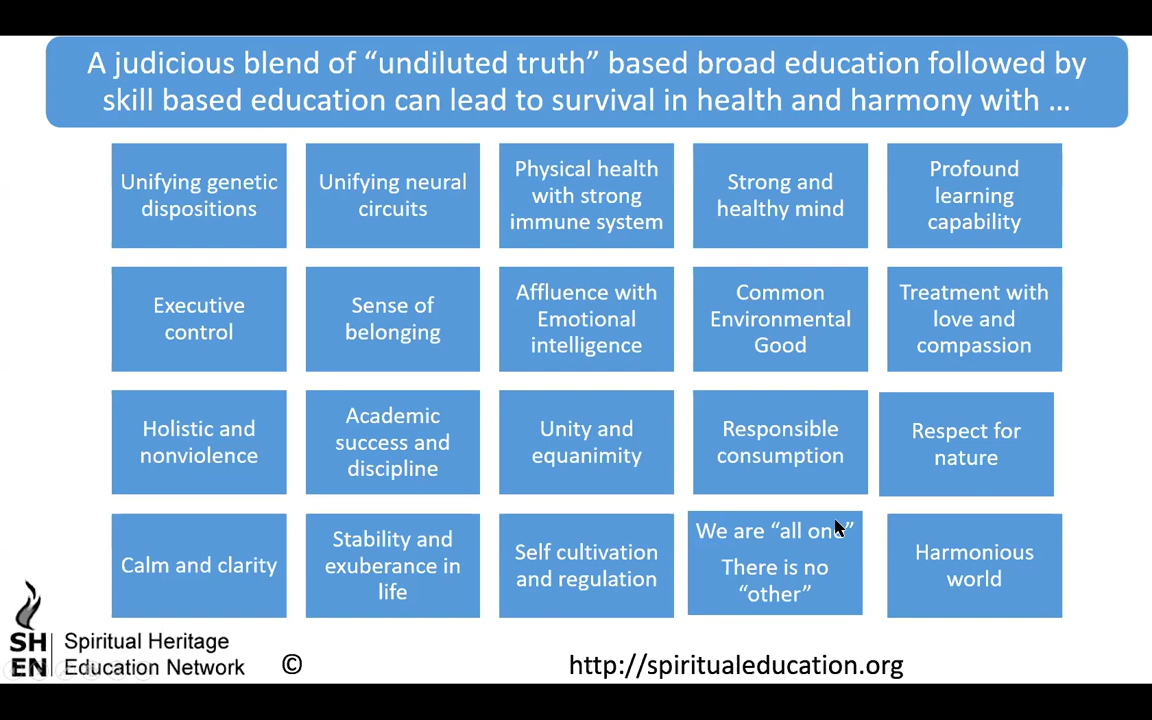 A judicious blend of “undiluted truth” based broad education followed by
skill based education can lead to survival in health and harmony with ...
Unifying genetic
dispositions
Unifying neural
circuits
Physical health
with strong
immune system
Strong and
healthy mind
Profound
learning
capability
Executive
control
Sense of
belonging
Affluence with
Emotional
intelligence
Common
Environmental
Good
Treatment with
love and
compassion
Holistic and
nonviolence
Academic
success and
discipline
Unity and
equanimity
Responsible
consumption
Respect for
nature
Calm and clarity
Stability and
exuberance in
life
Self cultivation
and regulation
We are “all one”
There is no
“other”
Harmonious
world
SH
EN
Spiritual Heritage
Education Network
©
http://spiritualeducation.org